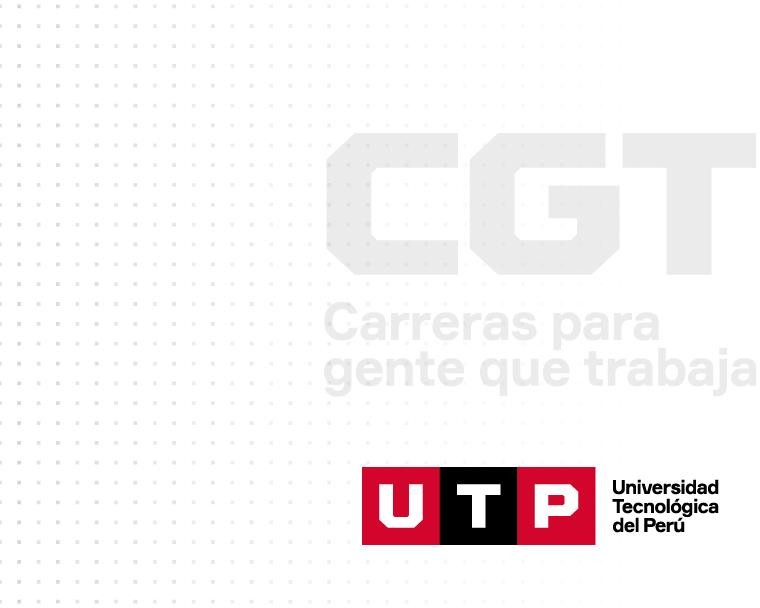 CGT
Carreras para
gente que trabaja
UTP
Universidad
Tecnológica
del Perú